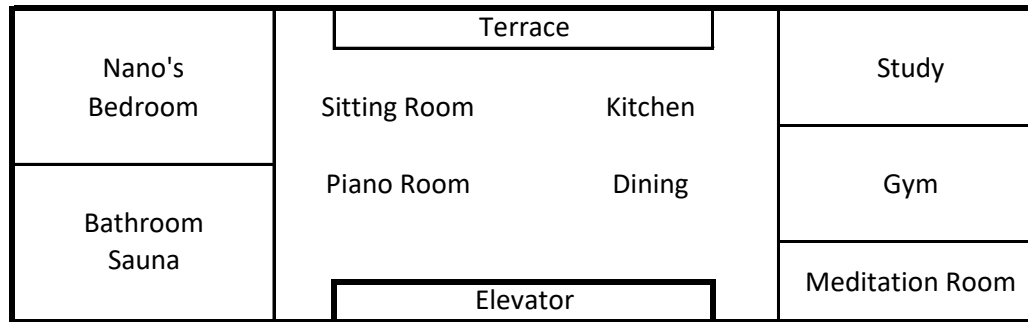 Terrace
Nano's
Bedroom
Study
Sitting Room
Kitchen
Piano Room
Dining
Gym
Bathroom
Sauna
Meditation Room
Elevator